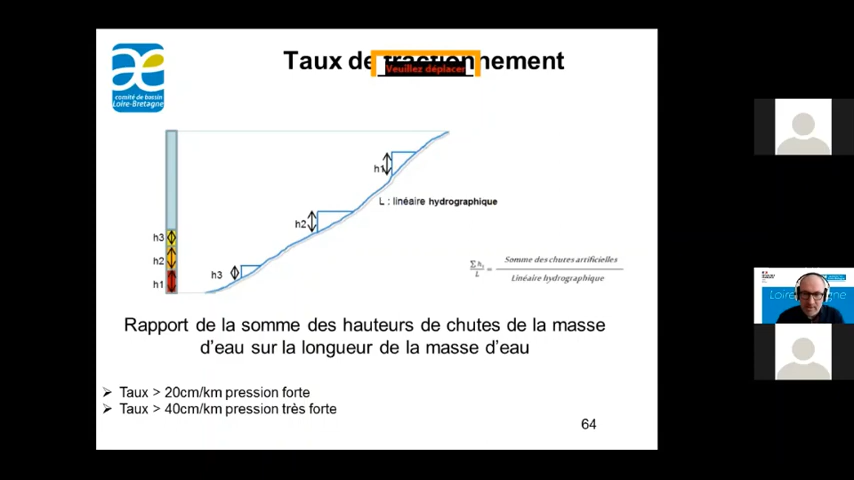 Taux de fractionnement
Veuillez déplacer
comité de bassin
Loire-Bretagne
h1
L : linéaire hydrographique
h2
h3
h3
h2
h1
∑ hᵢ / L = Somme des chutes artificielles / Linéaire hydrographique
Rapport de la somme des hauteurs de chutes de la masse
d'eau sur la longueur de la masse d'eau
➢ Taux > 20cm/km pression forte
➢ Taux > 40cm/km pression très forte
64